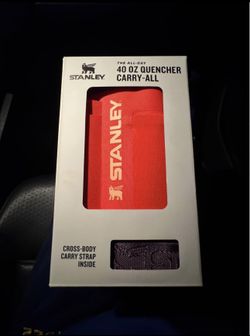 STANLEY
THE ALL-DAY
40 OZ QUENCHER
CARRY-ALL
STANLEY
CROSS-BODY
CARRY STRAP
INSIDE